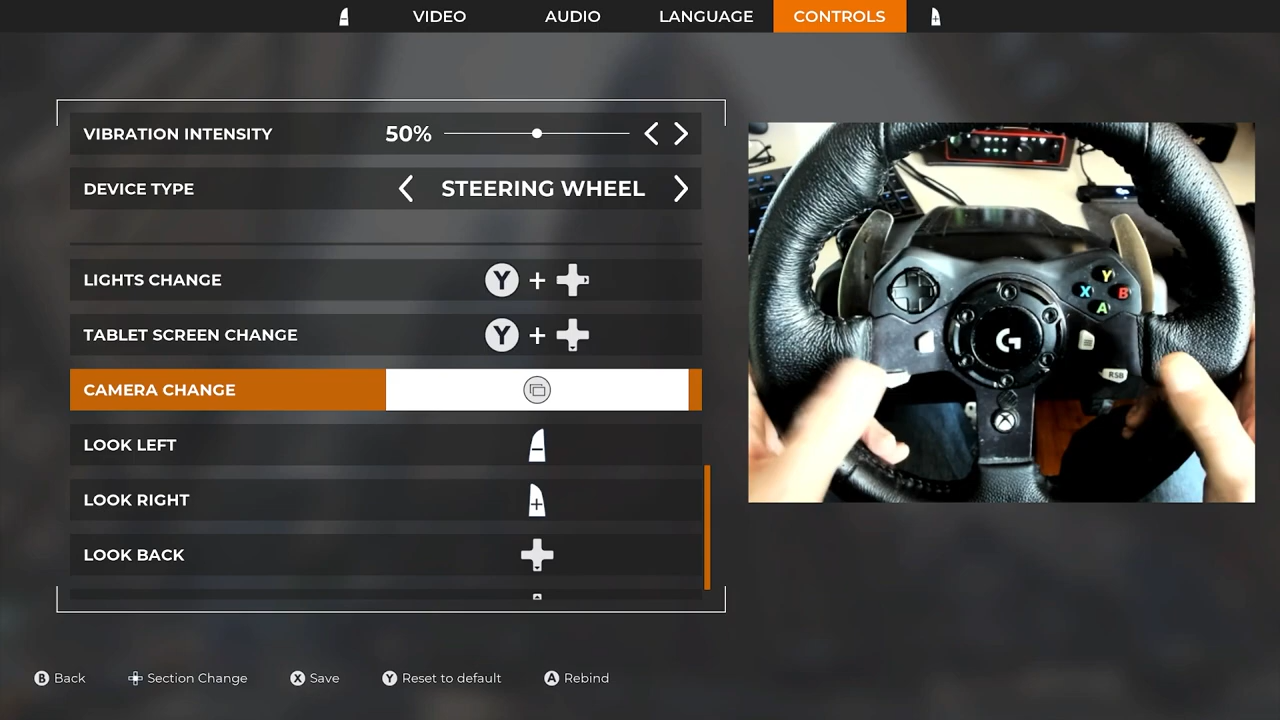 VIDEO AUDIO LANGUAGE CONTROLS
VIBRATION INTENSITY 50%
DEVICE TYPE STEERING WHEEL
LIGHTS CHANGE Y +
TABLET SCREEN CHANGE Y +
CAMERA CHANGE
LOOK LEFT
LOOK RIGHT
LOOK BACK
Y
X B
A
G
RSB
B Back Section Change X Save Y Reset to default A Rebind